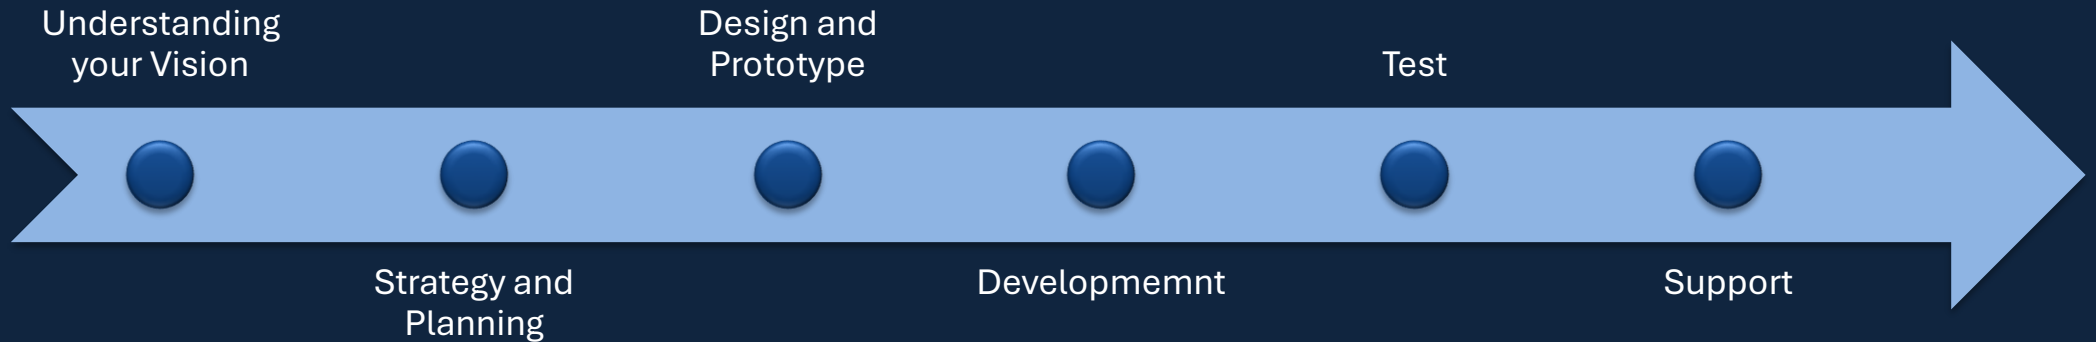 Understanding
your Vision
Strategy and
Planning
Design and
Prototype
Developmemnt
Test
Support